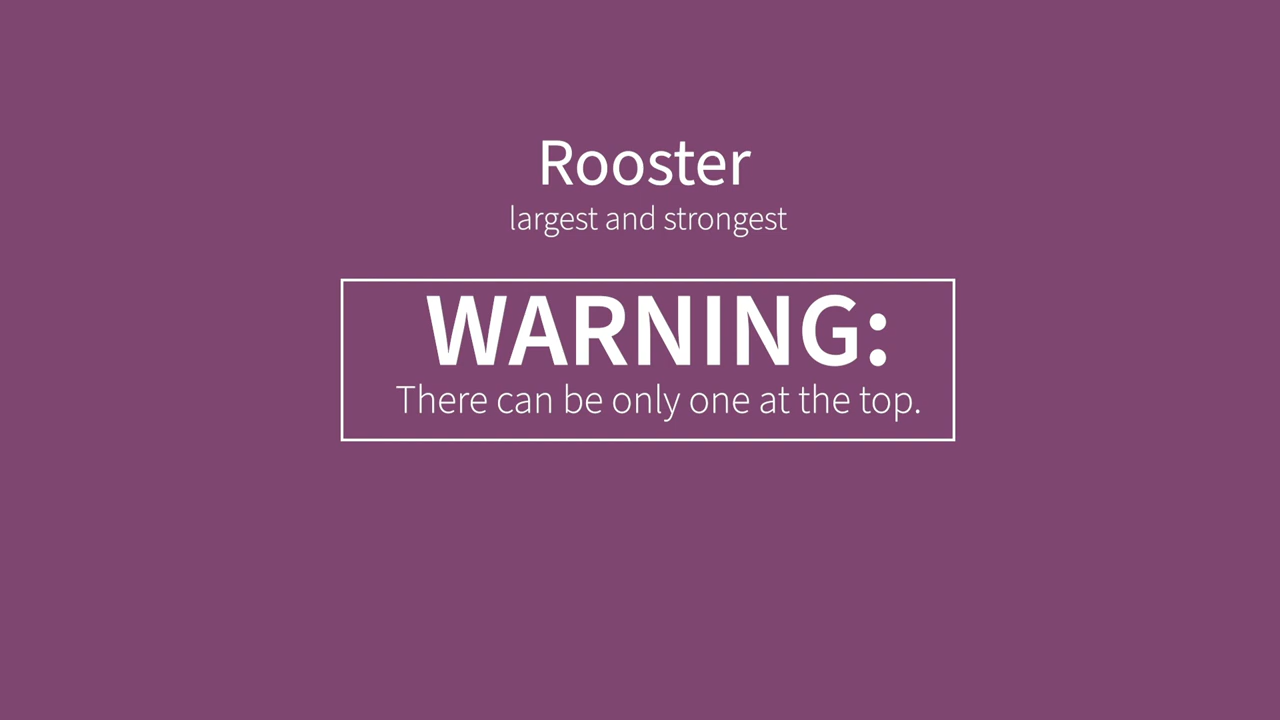 Rooster
largest and strongest
WARNING:
There can be only one at the top.